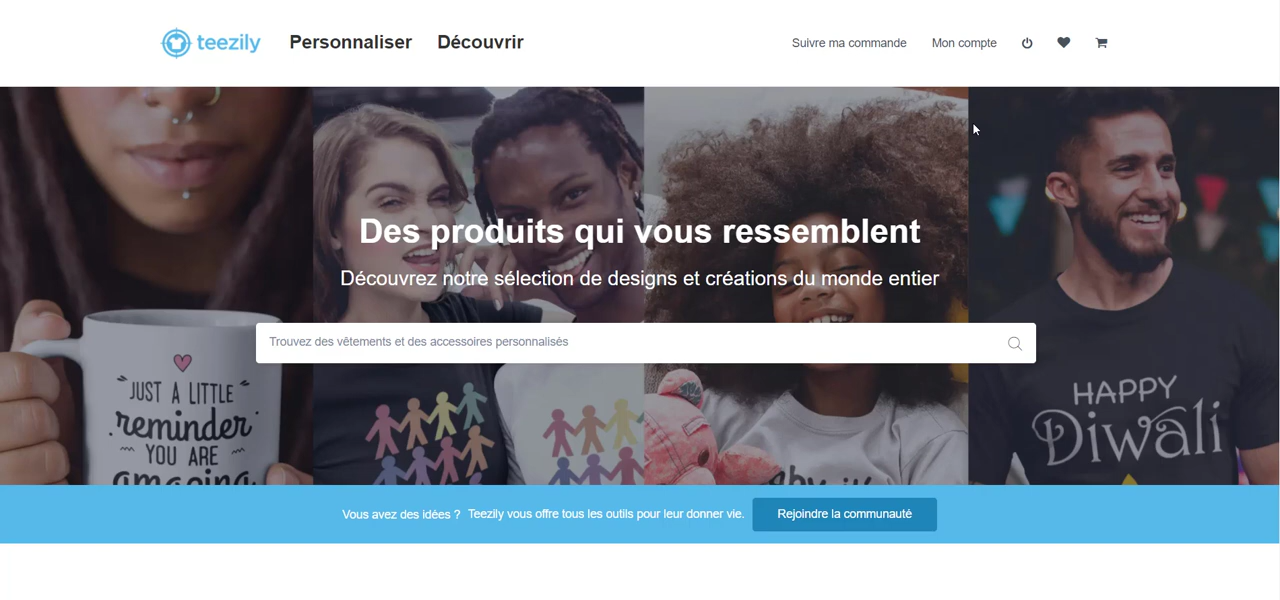 teezily
Personnaliser
Découvrir
Suivre ma commande
Mon compte
Des produits qui vous ressemblent
Découvrez notre sélection de designs et créations du monde entier
Trouvez des vêtements et des accessoires personnalisés
JUST A LITTLE
reminder
YOU ARE
amazing
HAPPY
Diwali
Vous avez des idées ? Teezily vous offre tous les outils pour leur donner vie.
Rejoindre la communauté